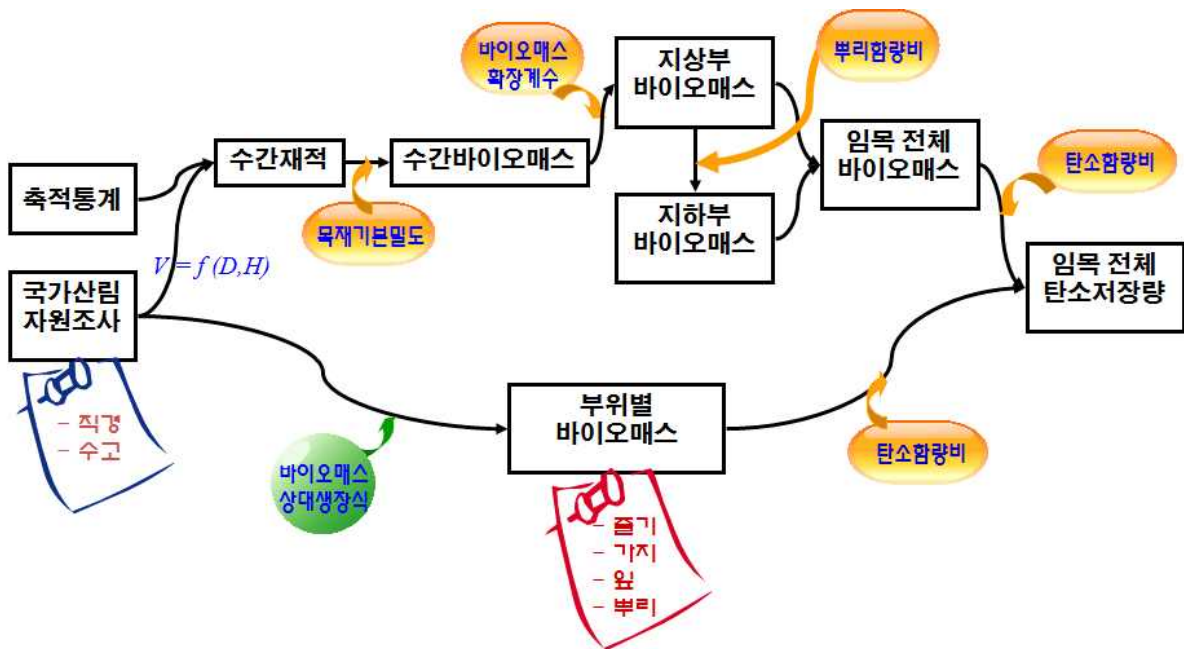 바이오매스
확장계수
지상부
바이오매스
뿌리함량비
수간재적
수간바이오매스
임목 전체
바이오매스
탄소함량비
축적통계
목재기본밀도
지하부
바이오매스
V = f (D,H)
국가산림
자원조사
임목 전체
탄소저장량
- 직경
- 수고
부위별
바이오매스
탄소함량비
바이오매스
상대생장식
- 줄기
- 가지
- 잎
- 뿌리